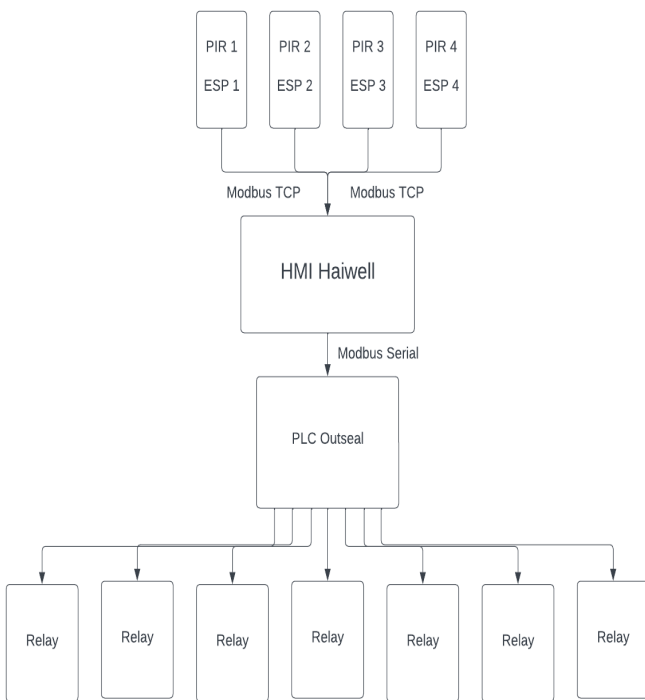 PIR 1
ESP 1
PIR 2
ESP 2
PIR 3
ESP 3
PIR 4
ESP 4
Modbus TCP
Modbus TCP
HMI Haiwell
Modbus Serial
PLC Outseal
Relay
Relay
Relay
Relay
Relay
Relay
Relay